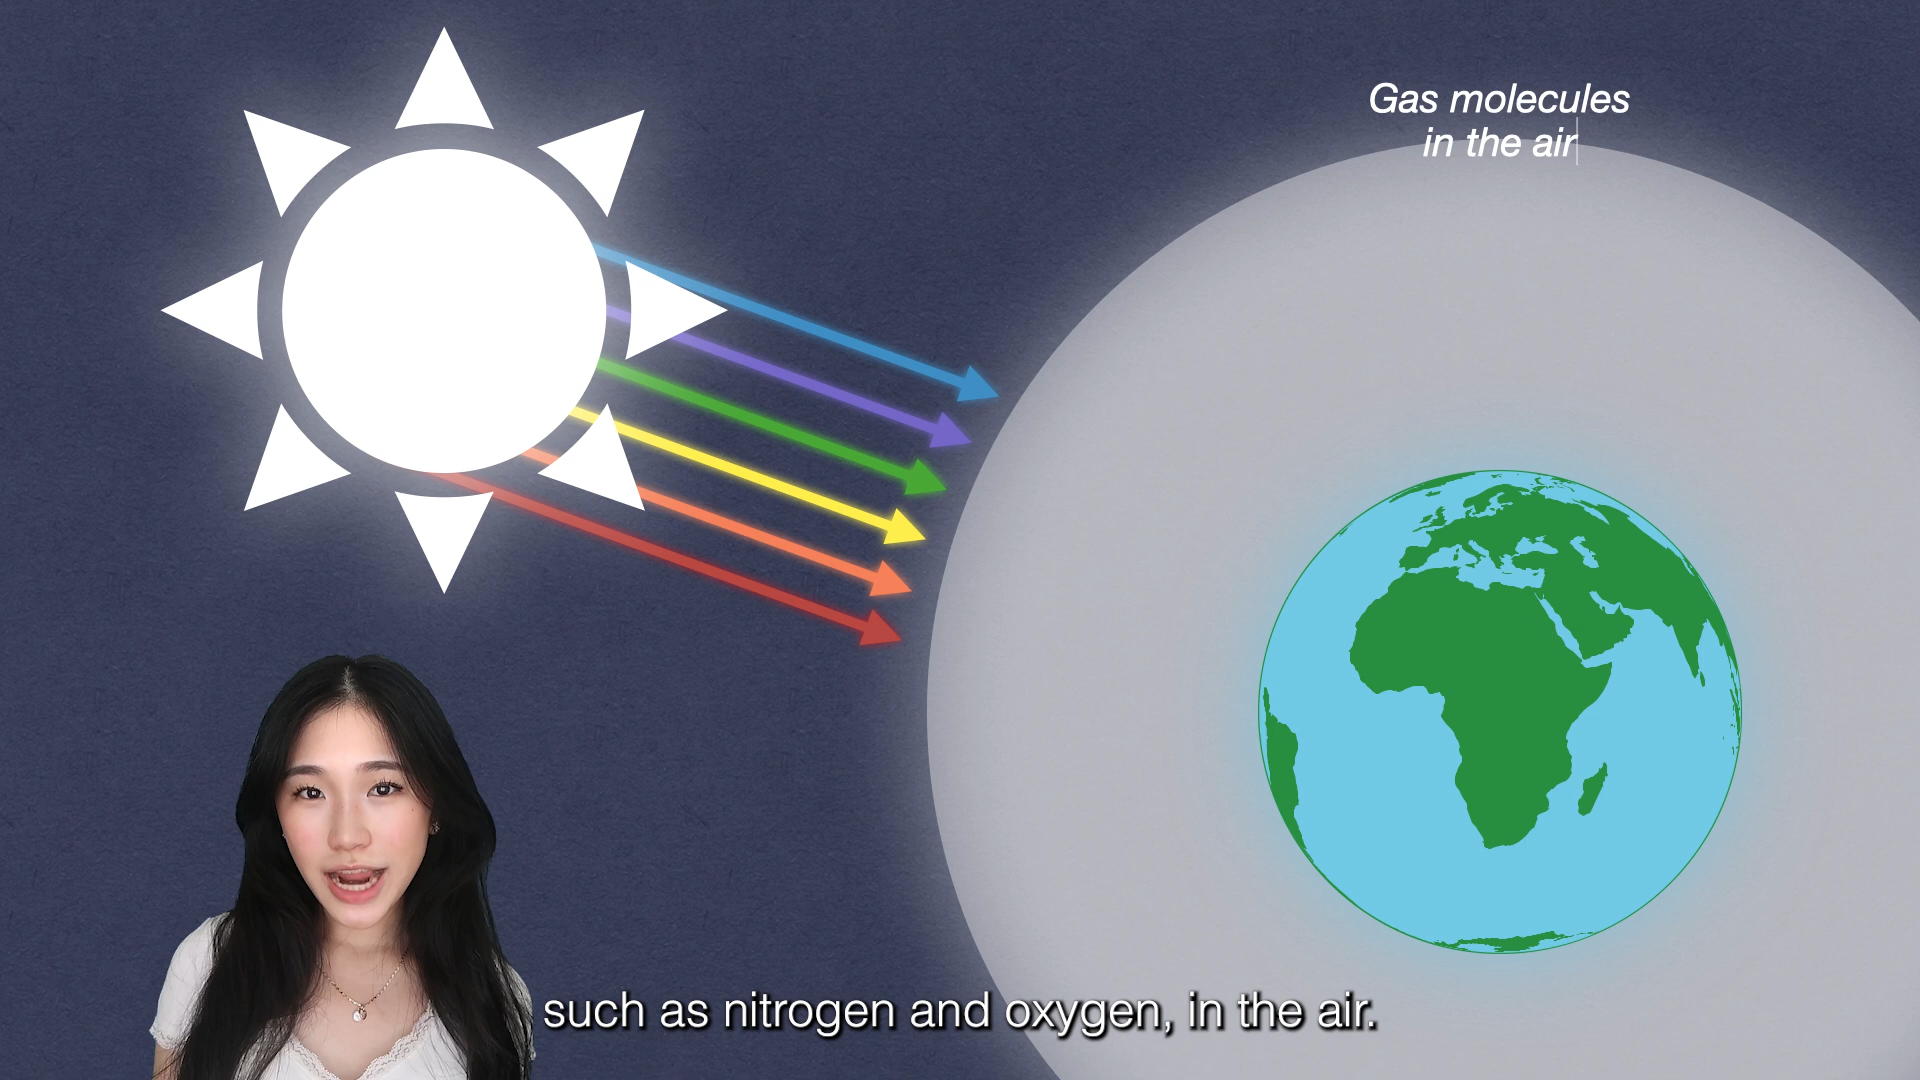 Gas molecules
in the air
such as nitrogen and oxygen, in the air.